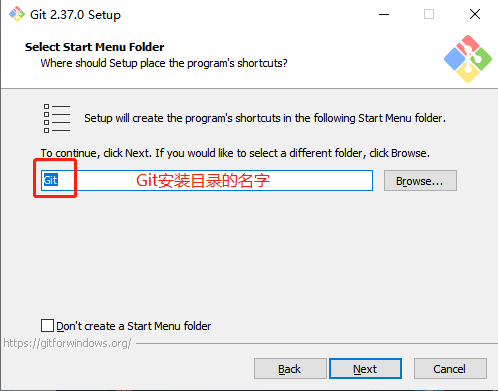 Git 2.37.0 Setup
Select Start Menu Folder
Where should Setup place the program's shortcuts?
Setup will create the program's shortcuts in the following Start Menu folder.
To continue, click Next. If you would like to select a different folder, click Browse.
Git Git安装目录的名字 Browse...
Don't create a Start Menu folder
https://gitforwindows.org/
Back Next Cancel